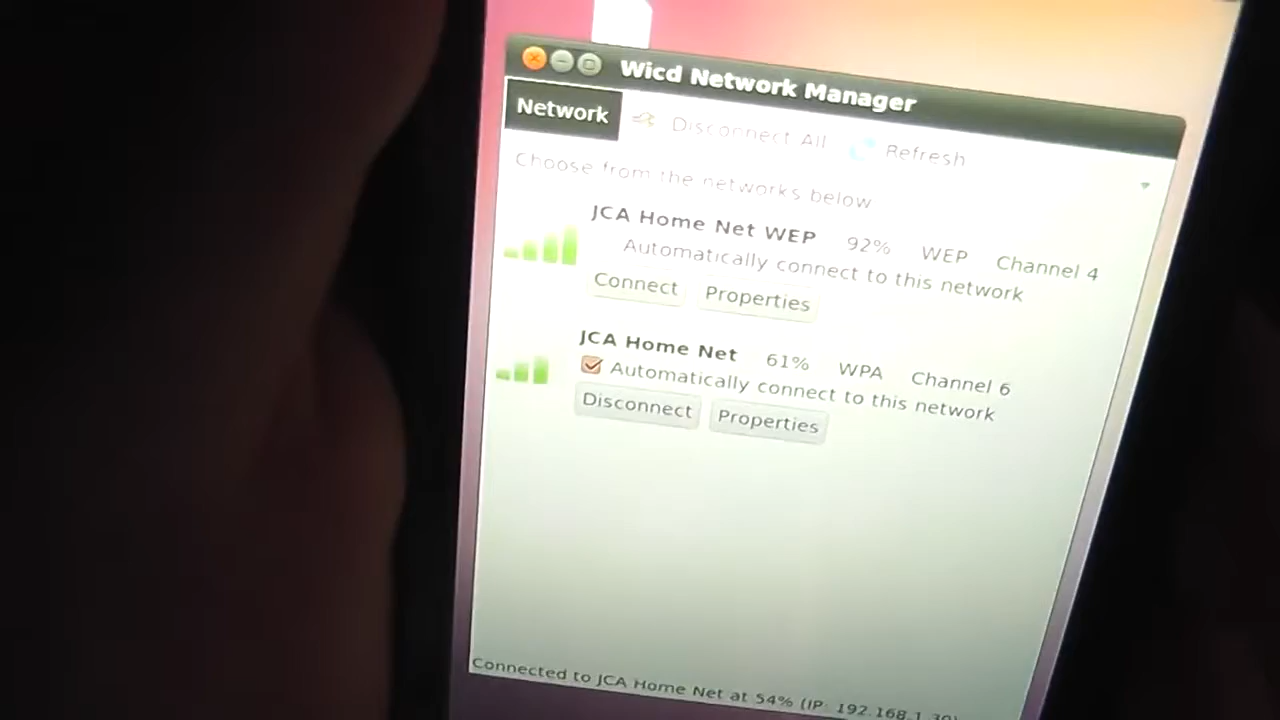 Wicd Network Manager
Network Disconnect All Refresh
Choose from the networks below
JCA Home Net WEP 92% WEP Channel 4
Automatically connect to this network
Connect Properties
JCA Home Net 61% WPA Channel 6
Automatically connect to this network
Disconnect Properties
Connected to JCA Home Net at 54% (IP: 192.168.1.30)